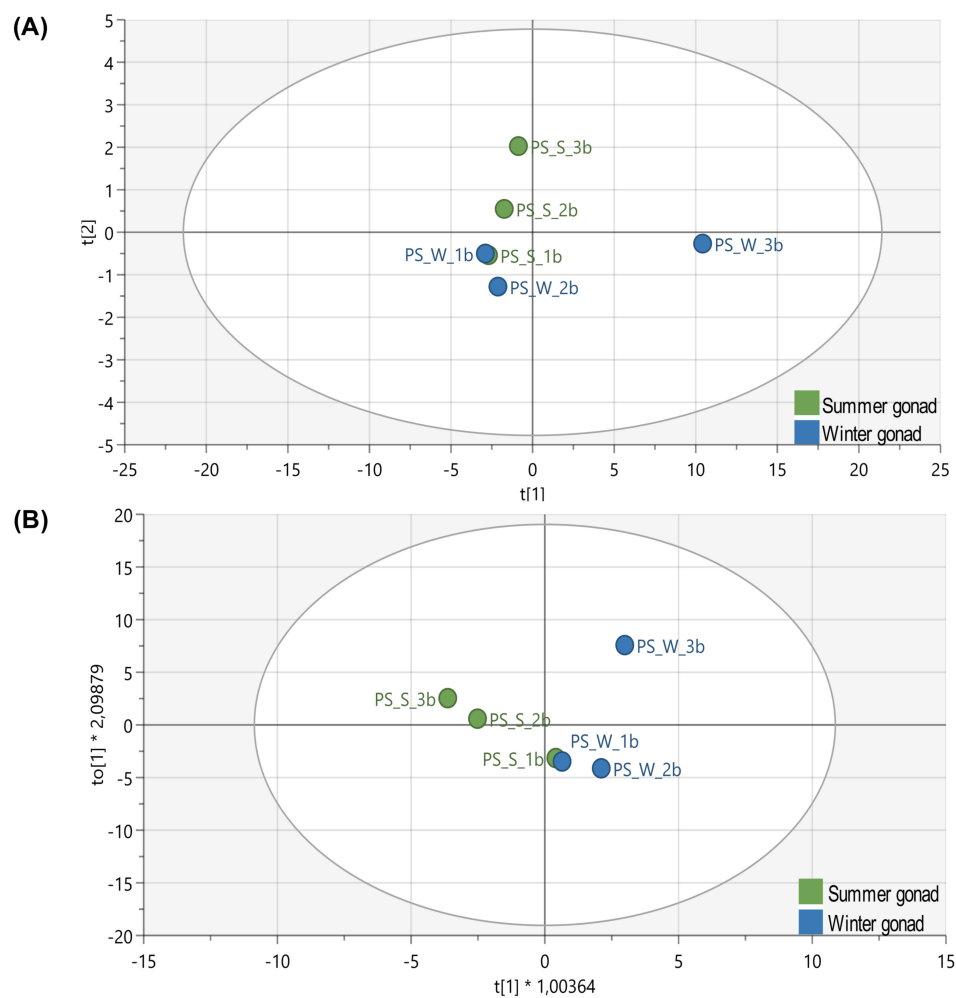 (A)
5
4
3
2
1
0
-1
-2
-3
-4
-5
t[2]
PS_S_3b
PS_S_2b
PS_W_1b
PS_S_1b
PS_W_2b
PS_W_3b
Summer gonad
Winter gonad
-25 -20 -15 -10 -5 0 5 10 15 20 25
t[1]
(B)
20
15
10
5
0
-5
-10
-15
-20
to[1] * 2,09879
PS_W_3b
PS_S_3b
PS_S_2b
PS_W_1b
PS_S_1b
PS_W_2b
Summer gonad
Winter gonad
-15 -10 -5 0 5 10 15
t[1] * 1,00364